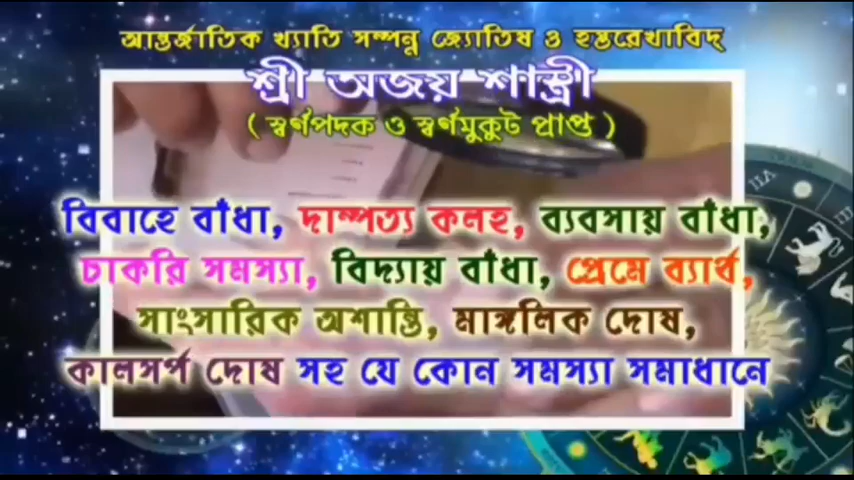 আন্তর্জাতিক খ্যাতি সম্পন্ন জ্যোতিষ ও হস্তরেখাবিদ্
শ্রী অজয় শাস্ত্রী
( স্বর্ণপদক ও স্বর্ণমুকুট প্রাপ্ত )
বিবাহে বাঁধা, দাম্পত্য কলহ, ব্যবসায় বাঁধা,
চাকরি সমস্যা, বিদ্যায় বাঁধা, প্রেমে ব্যার্থ,
সাংসারিক অশান্তি, মাঙ্গলিক দোষ,
কালসর্প দোষ সহ যে কোন সমস্যা সমাধানে